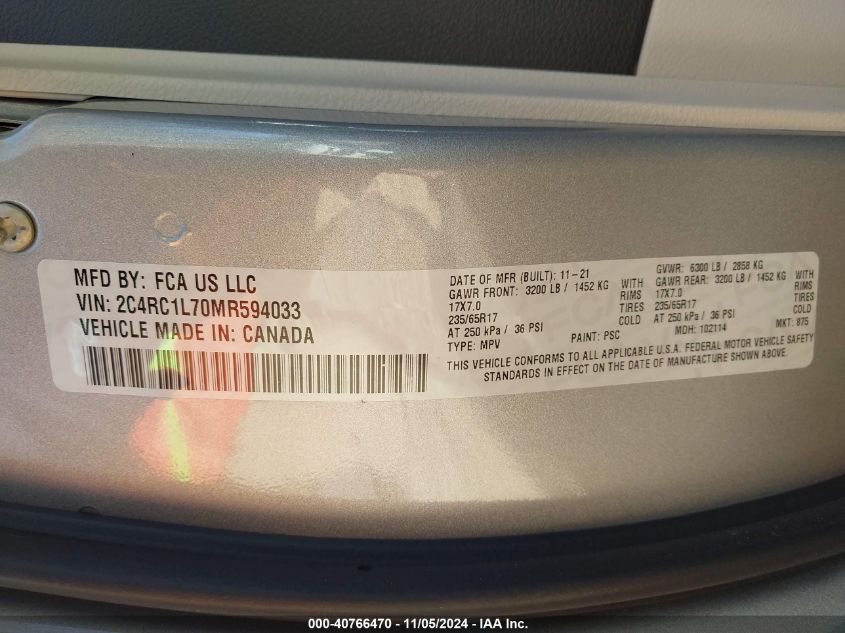 MFD BY: FCA US LLC
VIN: 2C4RC1L70MR594033
VEHICLE MADE IN: CANADA
DATE OF MFR (BUILT): 11-21
GAWR FRONT: 3200 LB / 1452 KG WITH
17X7.0 RIMS
235/65R17 TIRES
AT 250 kPa / 36 PSI COLD
TYPE: MPV
GVWR: 6300 LB / 2858 KG
GAWR REAR: 3200 LB / 1452 KG WITH
17X7.0 RIMS
235/65R17 TIRES
AT 250 kPa / 36 PSI COLD
PAINT: PSC MDH: 102114 MKT: 875
THIS VEHICLE CONFORMS TO ALL APPLICABLE U.S.A. FEDERAL MOTOR VEHICLE SAFETY
STANDARDS IN EFFECT ON THE DATE OF MANUFACTURE SHOWN ABOVE.
000-40766470 - 11/05/2024 - IAA Inc.